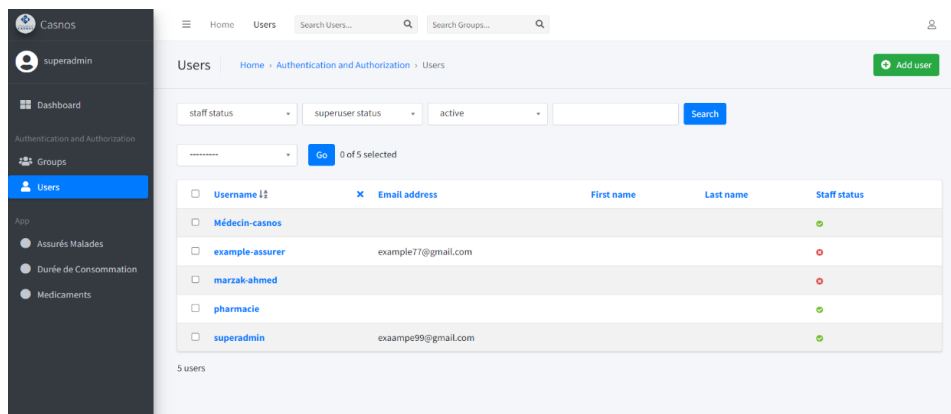 Casnos
superadmin
Dashboard
Authentication and Authorization
Groups
Users
App
Assurés Malades
Durée de Consommation
Medicaments
Home Users Search Users... Search Groups...
Users Home › Authentication and Authorization › Users Add user
staff status superuser status active Search
--------- Go 0 of 5 selected
Username Email address First name Last name Staff status
Médecin-casnos
example-assurer example77@gmail.com
marzak-ahmed
pharmacie
superadmin exaampe99@gmail.com
5 users